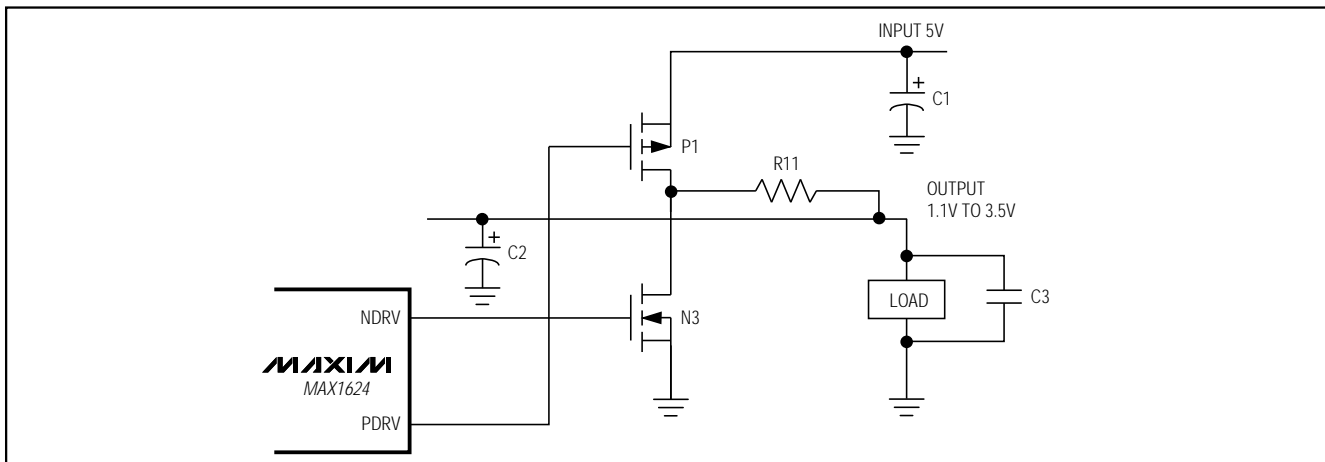 INPUT 5V
+
C1
P1
R11
OUTPUT
1.1V TO 3.5V
+
C2
LOAD
C3
NDRV
N3
MAXIM
MAX1624
PDRV